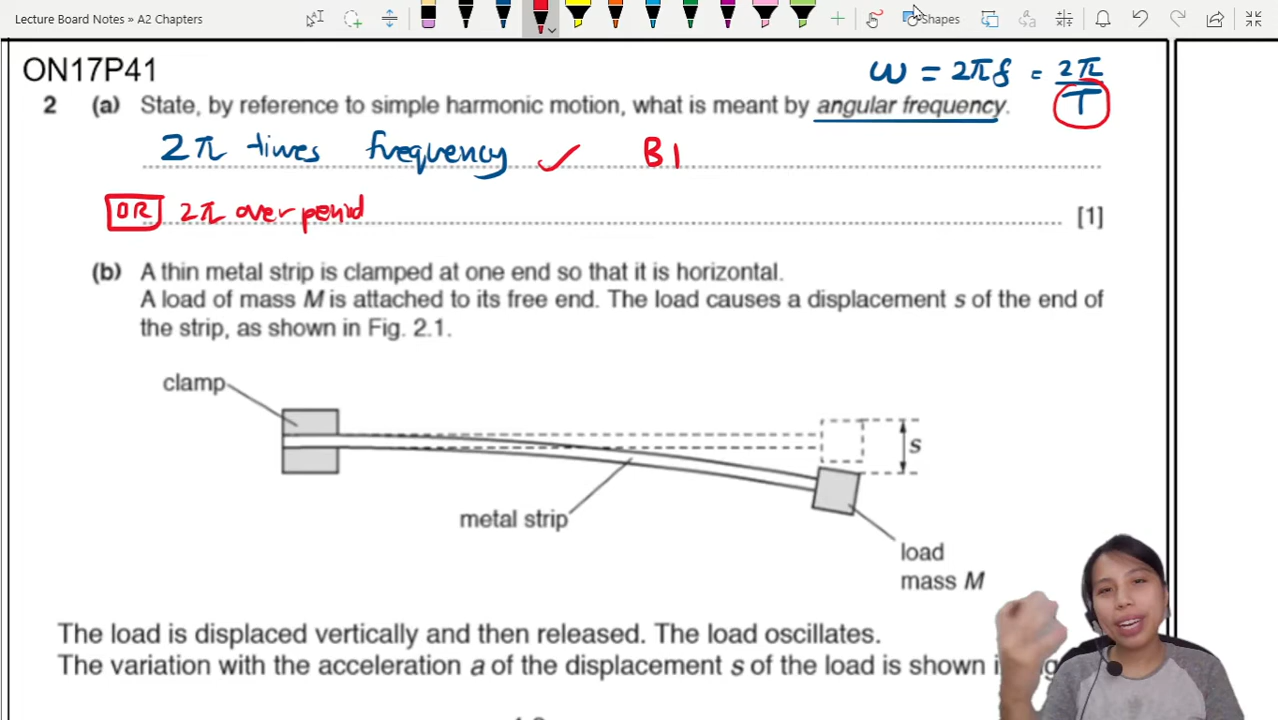 Lecture Board Notes » A2 Chapters
Shapes
ON17P41
ω = 2πf = 2π/T
2 (a) State, by reference to simple harmonic motion, what is meant by angular frequency.
2π times frequency ✓ B1
OR 2π over period
[1]
(b) A thin metal strip is clamped at one end so that it is horizontal.
A load of mass M is attached to its free end. The load causes a displacement s of the end of
the strip, as shown in Fig. 2.1.
clamp
s
metal strip
load
mass M
The load is displaced vertically and then released. The load oscillates.
The variation with the acceleration a of the displacement s of the load is shown